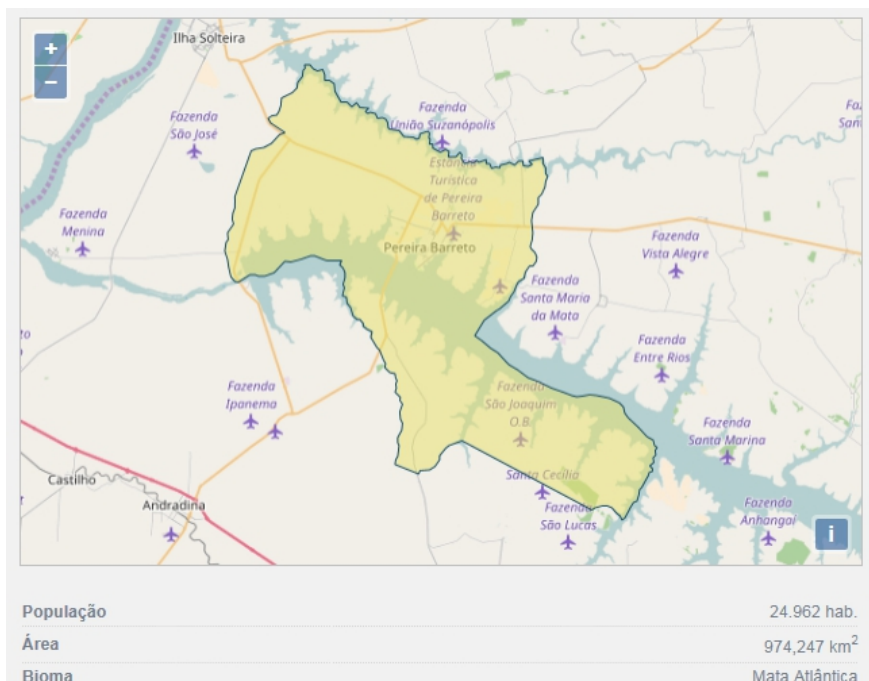 +
−
Ilha Solteira
Fazenda
São José
Fazenda
União Suzanópolis
Estância
Turística
de Pereira
Barreto
Pereira Barreto
Fazenda
Menina
Fazenda
Vista Alegre
Fazenda
Santa Maria
da Mata
Fazenda
Entre Rios
Fazenda
Ipanema
Fazenda
São Joaquim
O.B
Fazenda
Santa Marina
Santa Cecília
Castilho
Andradina
Fazenda
São Lucas
Fazenda
Anhangaí
i
População 24.962 hab.
Área 974,247 km²
Bioma Mata Atlântica